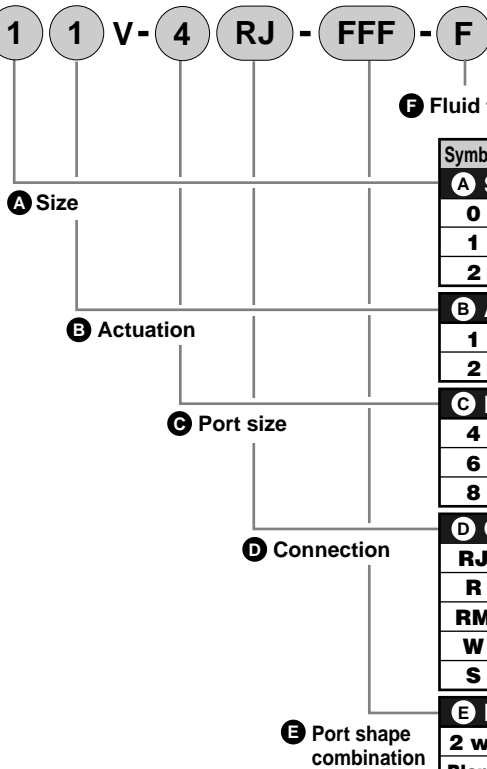 1 1 V - 4 RJ - FFF - F
F Fluid
Symb
A
A Size
0
1
2
B
1
B Actuation
2
C
4
C Port size
6
8
D
D Connection
RJ
R
RM
W
S
E
E Port shape
combination
2 w